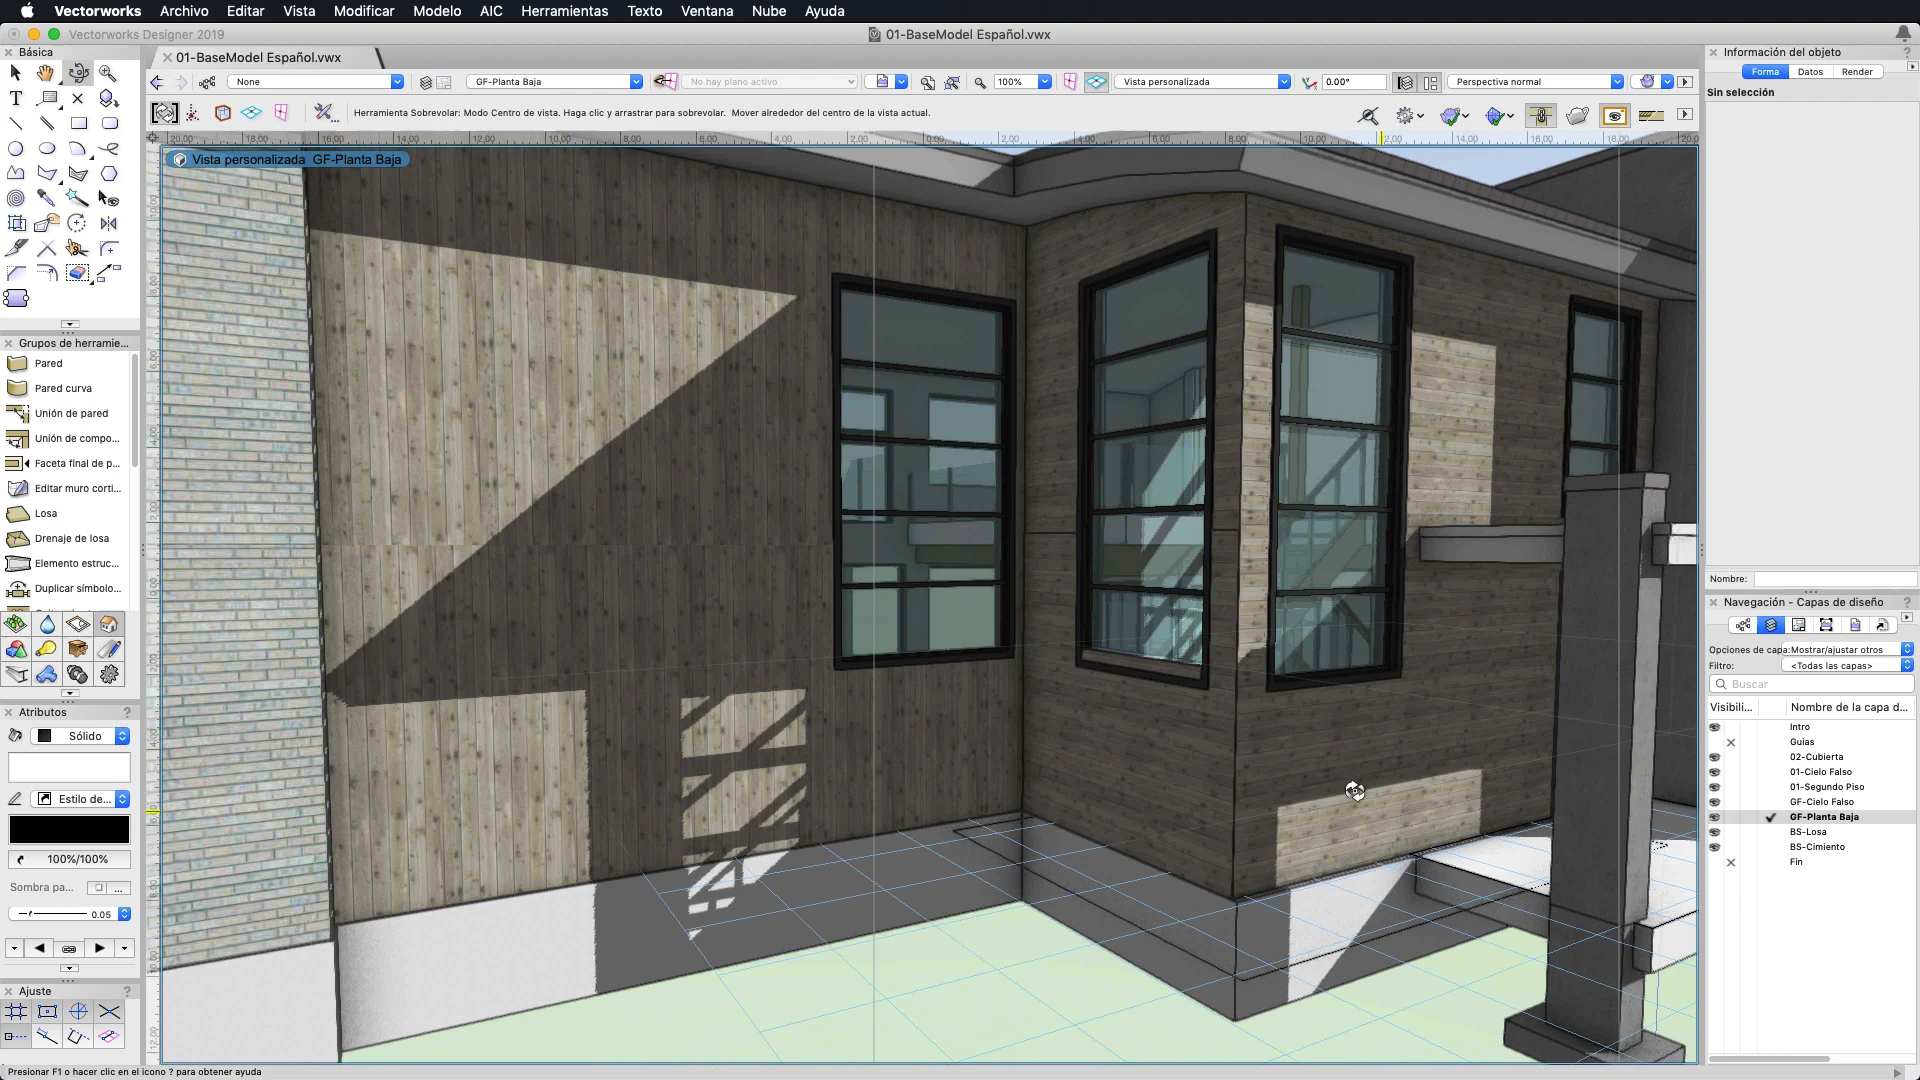 Vectorworks Archivo Editar Vista Modificar Modelo AIC Herramientas Texto Ventana Nube Ayuda
Vectorworks Designer 2019
01-BaseModel Español.vwx
Básica
01-BaseModel Español.vwx
Información del objeto
None
GF-Planta Baja
No hay plano activo
100%
Vista personalizada
0.00°
Perspectiva normal
Forma Datos Render
Sin selección
Herramienta Sobrevolar: Modo Centro de vista. Haga clic y arrastrar para sobrevolar. Mover alrededor del centro de la vista actual.
Vista personalizada GF-Planta Baja
Grupos de herramie...
Pared
Pared curva
Unión de pared
Unión de compo...
Faceta final de p...
Editar muro corti...
Losa
Drenaje de losa
Elemento estruc...
Duplicar símbolo...
Atributos
Sólido
Estilo de...
100%/100%
Sombra pa...
0.05
Ajuste
Nombre:
Navegación - Capas de diseño
Opciones de capa: Mostrar/ajustar otros
Filtro: <Todas las capas>
Buscar
Visibili... Nombre de la capa d...
Intro
Guias
02-Cubierta
01-Cielo Falso
01-Segundo Piso
GF-Cielo Falso
GF-Planta Baja
BS-Losa
BS-Cimiento
Fin
Presionar F1 o hacer clic en el icono ? para obtener ayuda